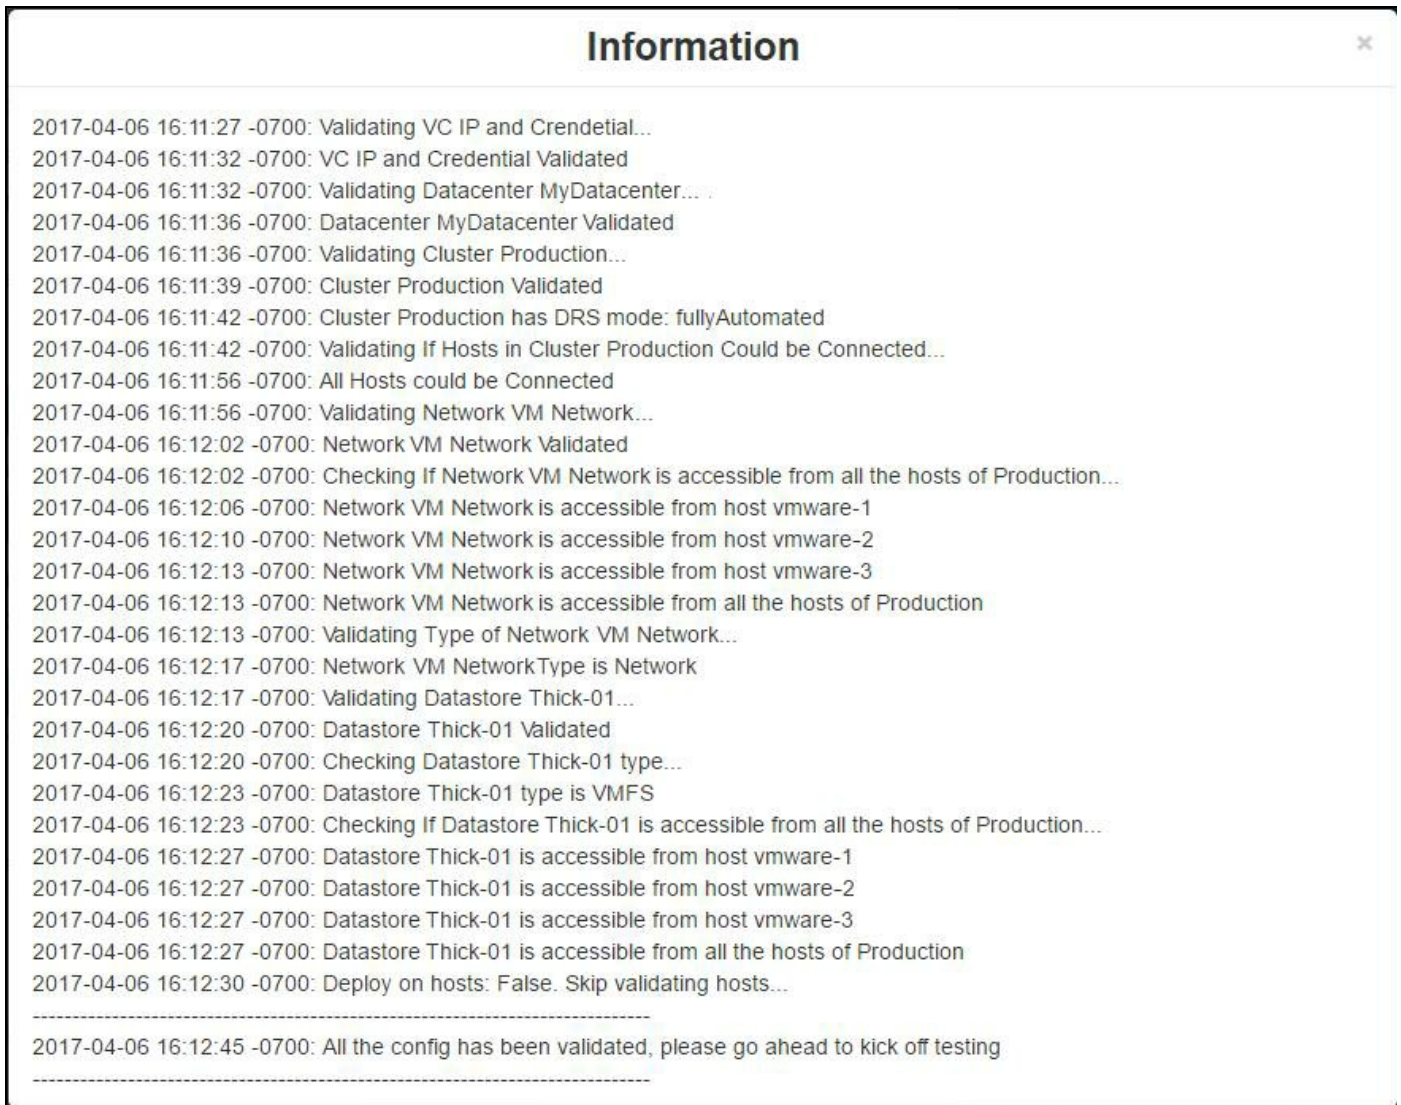 Information
×
2017-04-06 16:11:27 -0700: Validating VC IP and Crendetial...
2017-04-06 16:11:32 -0700: VC IP and Credential Validated
2017-04-06 16:11:32 -0700: Validating Datacenter MyDatacenter...
2017-04-06 16:11:36 -0700: Datacenter MyDatacenter Validated
2017-04-06 16:11:36 -0700: Validating Cluster Production...
2017-04-06 16:11:39 -0700: Cluster Production Validated
2017-04-06 16:11:42 -0700: Cluster Production has DRS mode: fullyAutomated
2017-04-06 16:11:42 -0700: Validating If Hosts in Cluster Production Could be Connected...
2017-04-06 16:11:56 -0700: All Hosts could be Connected
2017-04-06 16:11:56 -0700: Validating Network VM Network...
2017-04-06 16:12:02 -0700: Network VM Network Validated
2017-04-06 16:12:02 -0700: Checking If Network VM Network is accessible from all the hosts of Production...
2017-04-06 16:12:06 -0700: Network VM Network is accessible from host vmware-1
2017-04-06 16:12:10 -0700: Network VM Network is accessible from host vmware-2
2017-04-06 16:12:13 -0700: Network VM Network is accessible from host vmware-3
2017-04-06 16:12:13 -0700: Network VM Network is accessible from all the hosts of Production
2017-04-06 16:12:13 -0700: Validating Type of Network VM Network...
2017-04-06 16:12:17 -0700: Network VM NetworkType is Network
2017-04-06 16:12:17 -0700: Validating Datastore Thick-01...
2017-04-06 16:12:20 -0700: Datastore Thick-01 Validated
2017-04-06 16:12:20 -0700: Checking Datastore Thick-01 type...
2017-04-06 16:12:23 -0700: Datastore Thick-01 type is VMFS
2017-04-06 16:12:23 -0700: Checking If Datastore Thick-01 is accessible from all the hosts of Production...
2017-04-06 16:12:27 -0700: Datastore Thick-01 is accessible from host vmware-1
2017-04-06 16:12:27 -0700: Datastore Thick-01 is accessible from host vmware-2
2017-04-06 16:12:27 -0700: Datastore Thick-01 is accessible from host vmware-3
2017-04-06 16:12:27 -0700: Datastore Thick-01 is accessible from all the hosts of Production
2017-04-06 16:12:30 -0700: Deploy on hosts: False. Skip validating hosts...
------------------------------------------------------------------------------
2017-04-06 16:12:45 -0700: All the config has been validated, please go ahead to kick off testing
------------------------------------------------------------------------------